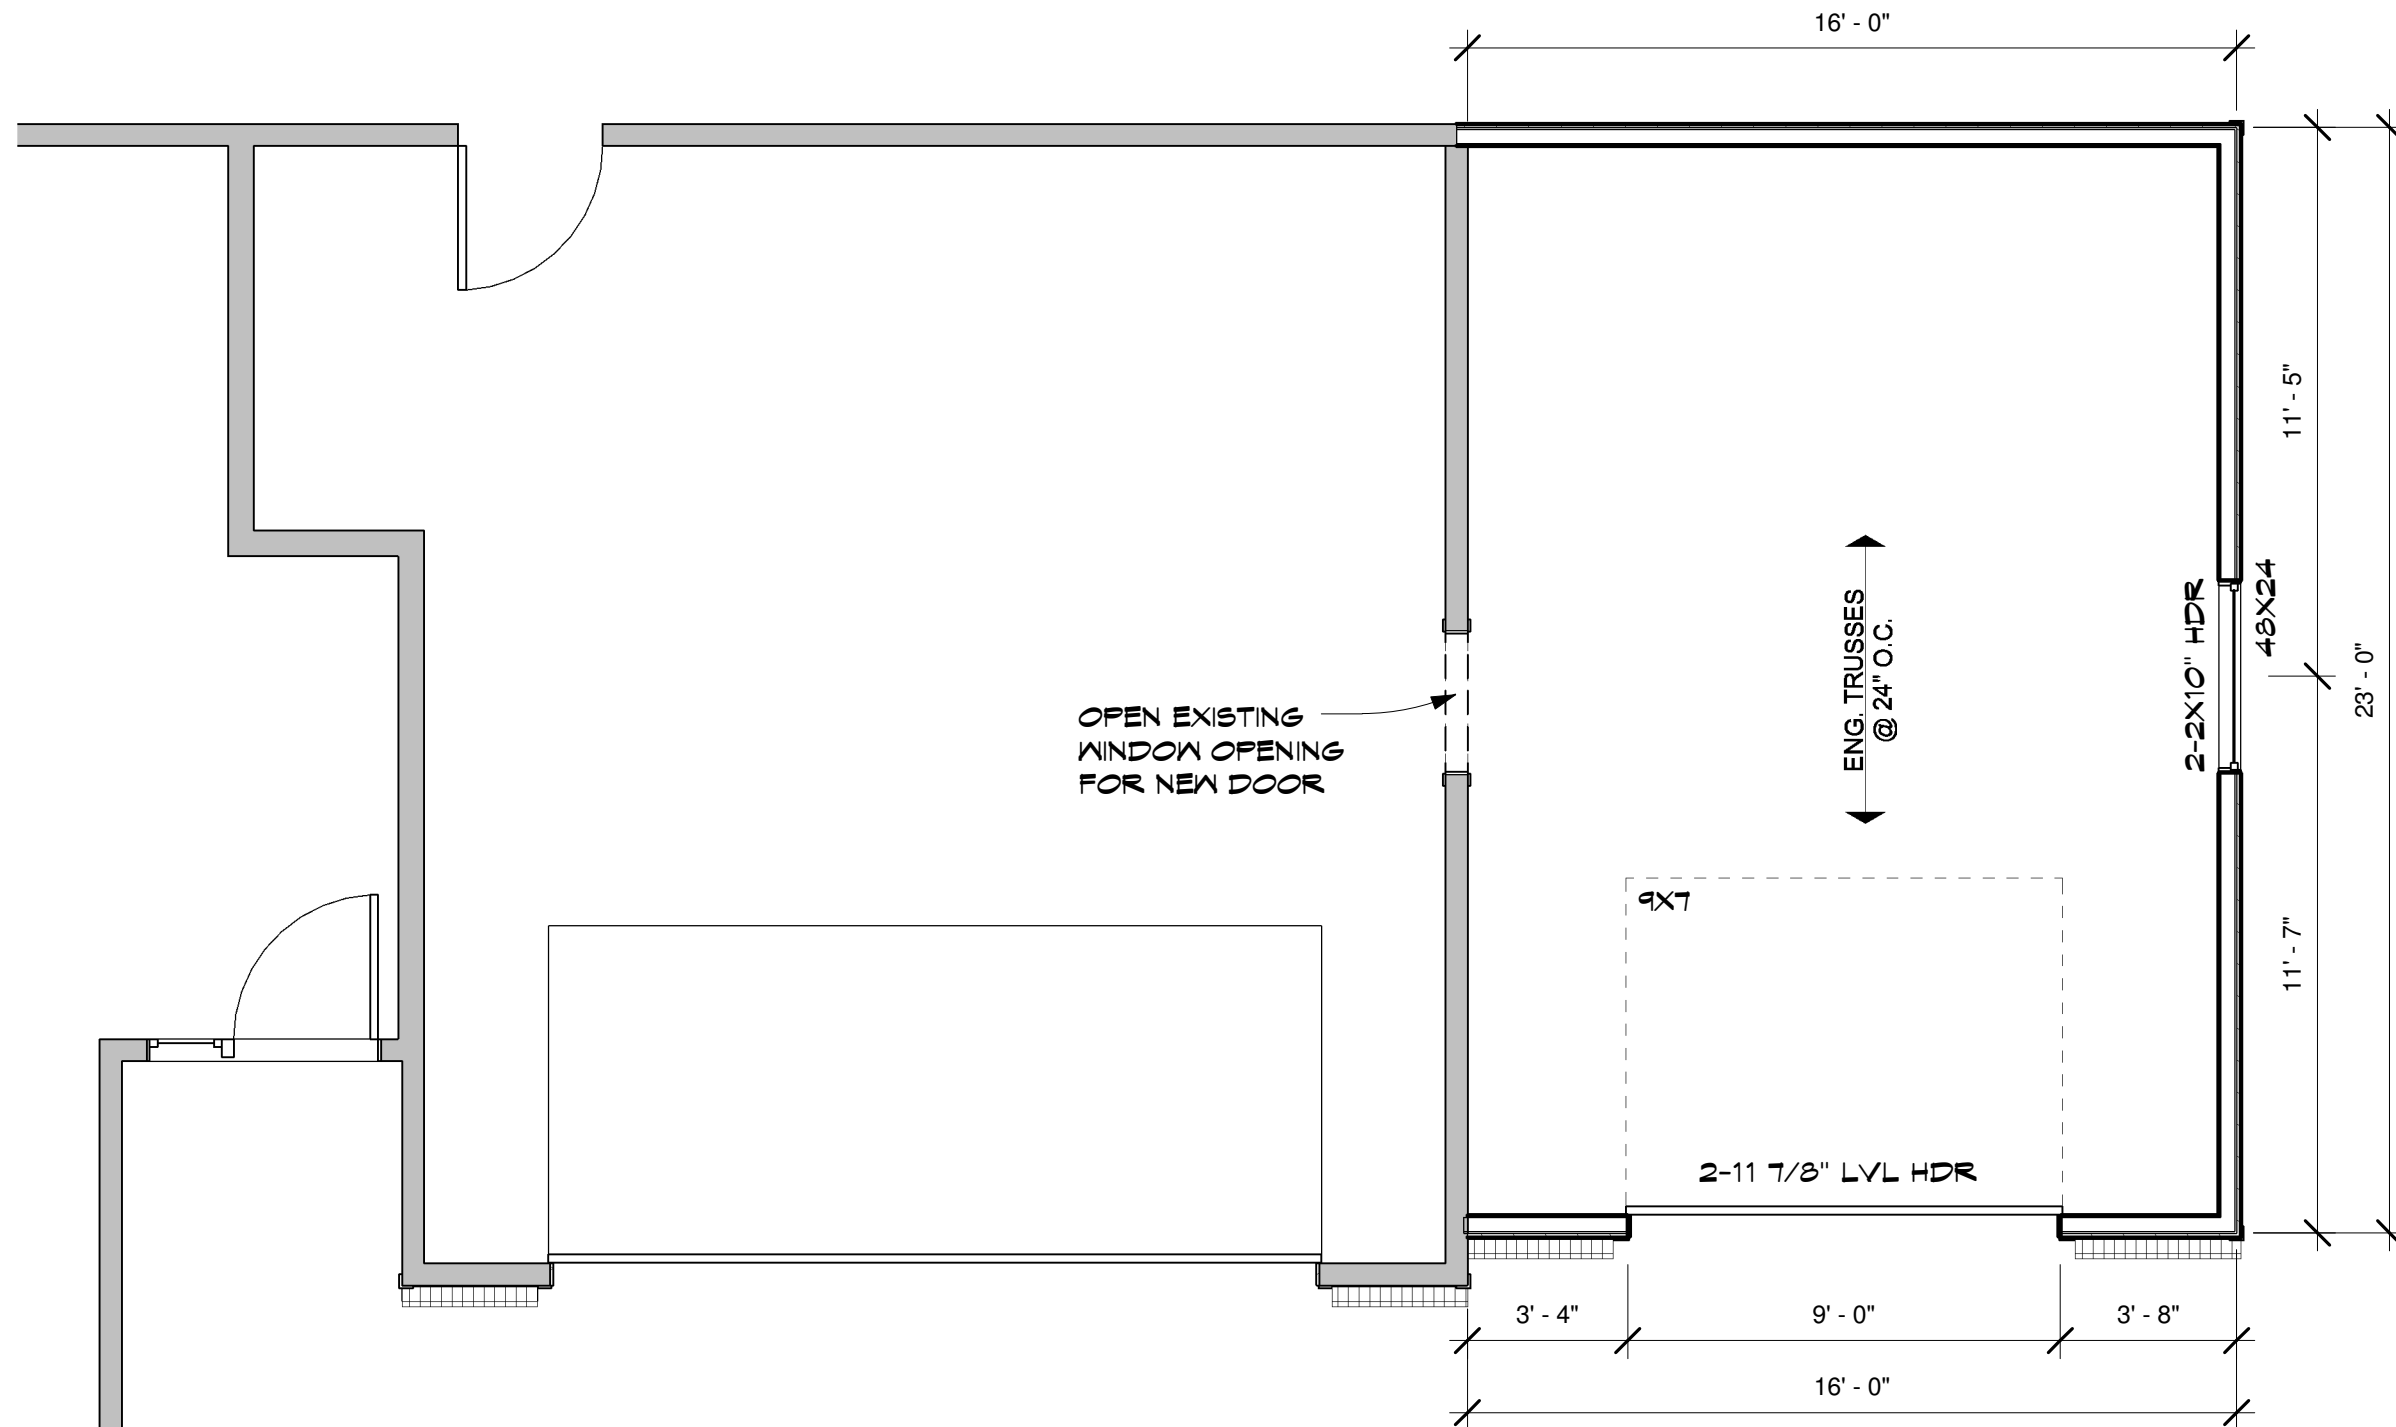 16' - 0"
11' - 5"
ENG. TRUSSES
@ 24" O.C.
2-2X10" HDR
48X24
23' - 0"
OPEN EXISTING
WINDOW OPENING
FOR NEW DOOR
9X7
11' - 7"
2-11 7/8" LVL HDR
3' - 4"
9' - 0"
3' - 8"
16' - 0"